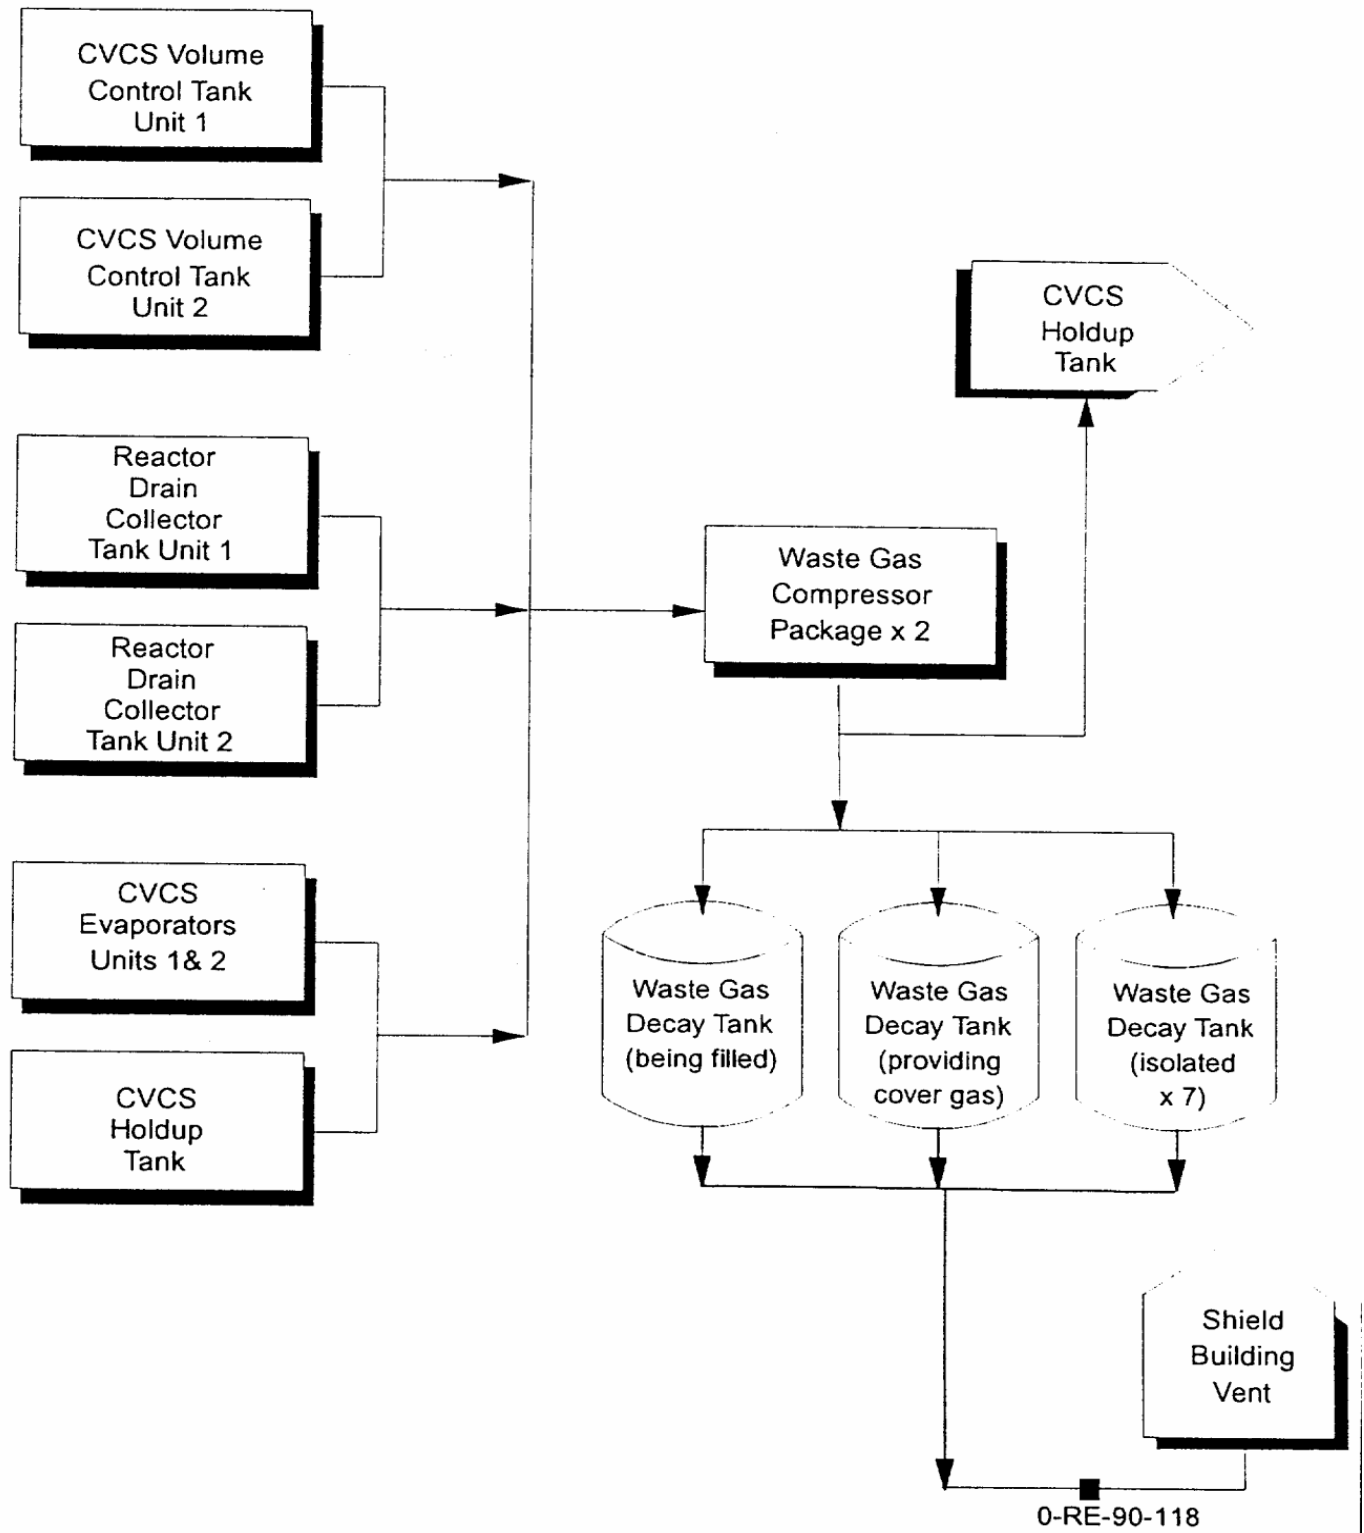 CVCS Volume
Control Tank
Unit 1
CVCS Volume
Control Tank
Unit 2
Reactor
Drain
Collector
Tank Unit 1
Reactor
Drain
Collector
Tank Unit 2
CVCS
Evaporators
Units 1& 2
CVCS
Holdup
Tank
CVCS
Holdup
Tank
Waste Gas
Compressor
Package x 2
Waste Gas
Decay Tank
(being filled)
Waste Gas
Decay Tank
(providing
cover gas)
Waste Gas
Decay Tank
(isolated
x 7)
Shield
Building
Vent
0-RE-90-118